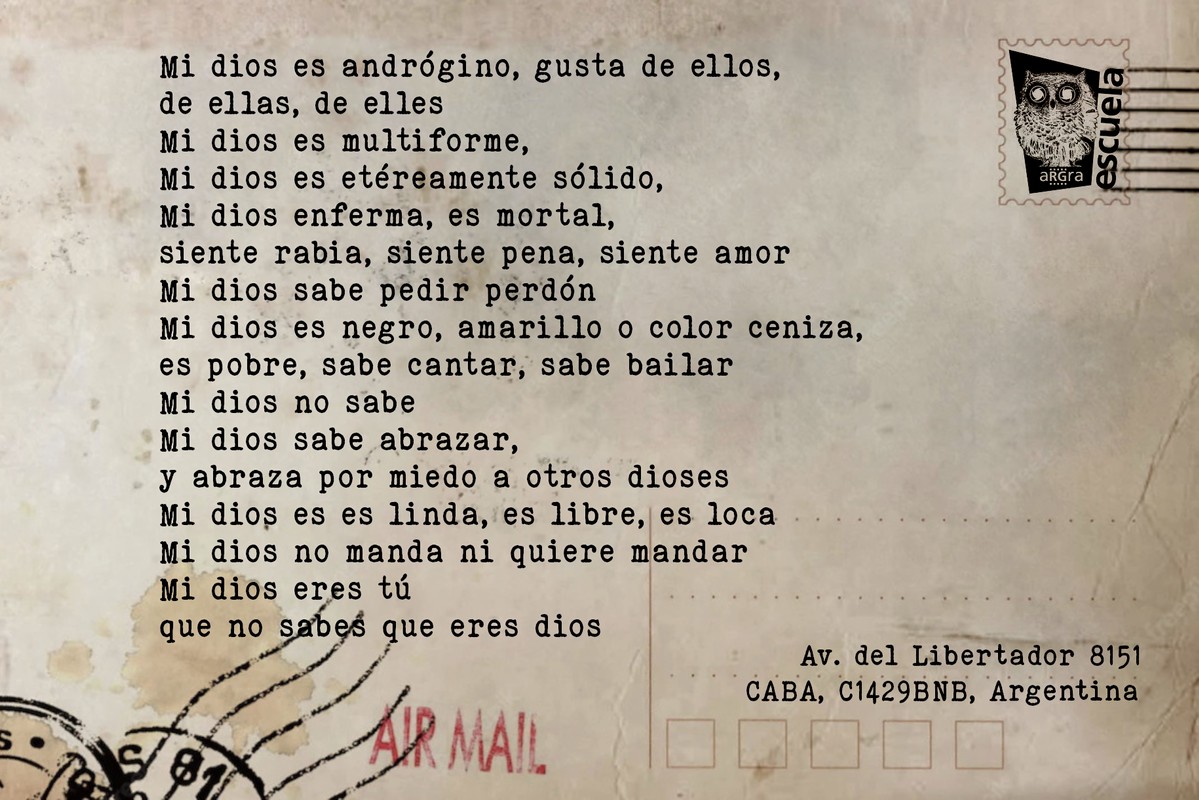 Mi dios es andrógino, gusta de ellos,
de ellas, de elles
Mi dios es multiforme,
Mi dios es etéreamente sólido,
Mi dios enferma, es mortal,
siente rabia, siente pena, siente amor
Mi dios sabe pedir perdón
Mi dios es negro, amarillo o color ceniza,
es pobre, sabe cantar, sabe bailar
Mi dios no sabe
Mi dios sabe abrazar,
y abraza por miedo a otros dioses
Mi dios es es linda, es libre, es loca
Mi dios no manda ni quiere mandar
Mi dios eres tú
que no sabes que eres dios
escuela
aRGra
Av. del Libertador 8151
CABA, C1429BNB, Argentina
AIR MAIL
S 81